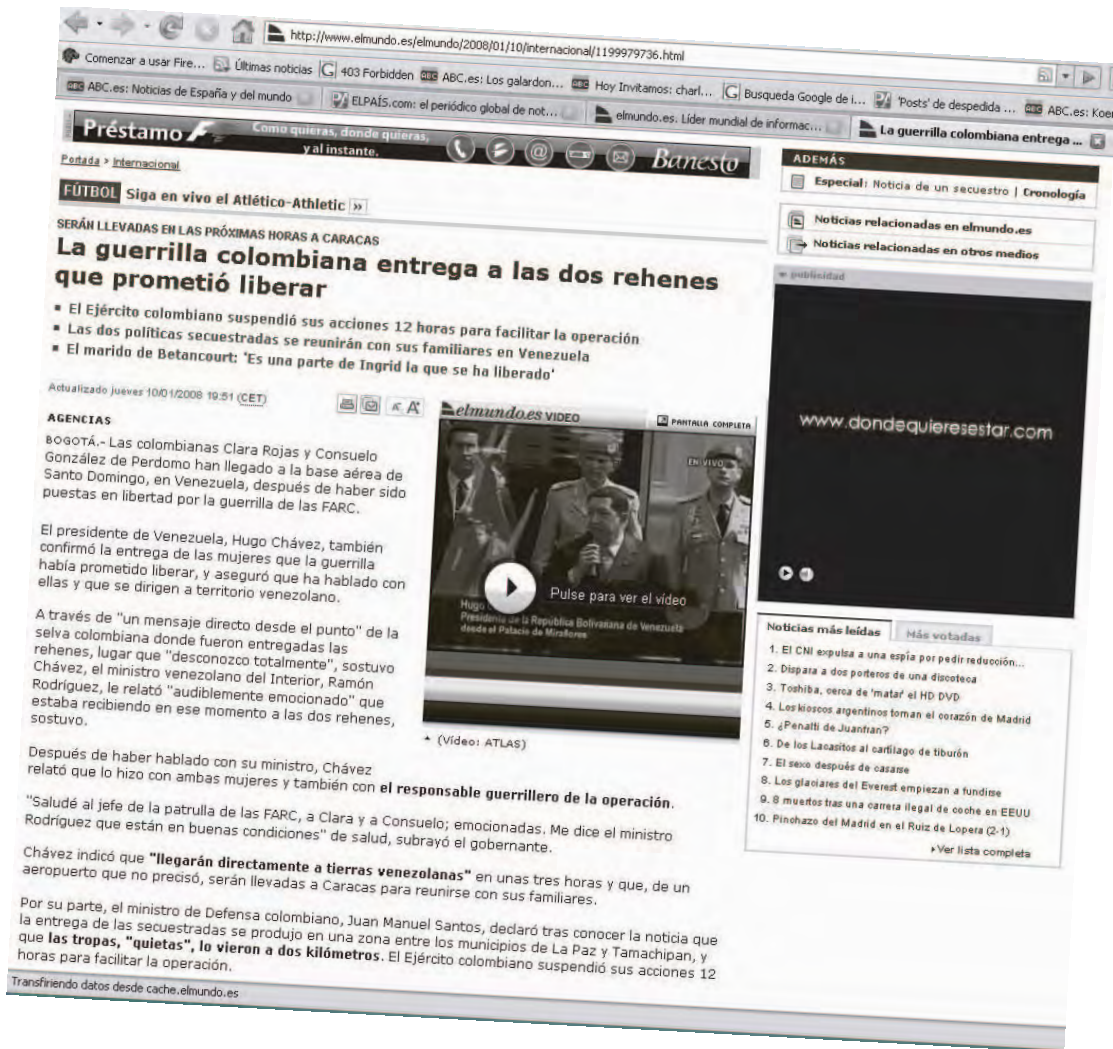 http://www.elmundo.es/elmundo/2008/01/10/internacional/1199979736.html
Comenzar a usar Fire... Últimas noticias 403 Forbidden ABC.es: Los galardon... Hoy Invitamos: charl... Busqueda Google de i... 'Posts' de despedida ... ABC.es: Koe
ABC.es: Noticias de España y del mundo ELPAÍS.com: el periódico global de not... elmundo.es. Líder mundial de informac... La guerrilla colombiana entrega ...
Préstamo Como quieras, donde quieras,
y al instante. Banesto
Portada > Internacional
FÚTBOL Siga en vivo el Atlético-Athletic »
SERÁN LLEVADAS EN LAS PRÓXIMAS HORAS A CARACAS
La guerrilla colombiana entrega a las dos rehenes
que prometió liberar
▪ El Ejército colombiano suspendió sus acciones 12 horas para facilitar la operación
▪ Las dos políticas secuestradas se reunirán con sus familiares en Venezuela
▪ El marido de Betancourt: 'Es una parte de Ingrid la que se ha liberado'
Actualizado jueves 10/01/2008 19:51 (CET)
AGENCIAS
BOGOTÁ.- Las colombianas Clara Rojas y Consuelo
González de Perdomo han llegado a la base aérea de
Santo Domingo, en Venezuela, después de haber sido
puestas en libertad por la guerrilla de las FARC.
El presidente de Venezuela, Hugo Chávez, también
confirmó la entrega de las mujeres que la guerrilla
había prometido liberar, y aseguró que ha hablado con
ellas y que se dirigen a territorio venezolano.
A través de "un mensaje directo desde el punto" de la
selva colombiana donde fueron entregadas las
rehenes, lugar que "desconozco totalmente", sostuvo
Chávez, el ministro venezolano del Interior, Ramón
Rodríguez, le relató "audiblemente emocionado" que
estaba recibiendo en ese momento a las dos rehenes,
sostuvo.
elmundo.es VIDEO PANTALLA COMPLETA
EN VIVO
Pulse para ver el vídeo
Hugo
Presidente de la República Bolivariana de Venezuela
desde el Palacio de Miraflores
(Vídeo: ATLAS)
Después de haber hablado con su ministro, Chávez
relató que lo hizo con ambas mujeres y también con el responsable guerrillero de la operación.
"Saludé al jefe de la patrulla de las FARC, a Clara y a Consuelo; emocionadas. Me dice el ministro
Rodríguez que están en buenas condiciones" de salud, subrayó el gobernante.
Chávez indicó que "llegarán directamente a tierras venezolanas" en unas tres horas y que, de un
aeropuerto que no precisó, serán llevadas a Caracas para reunirse con sus familiares.
Por su parte, el ministro de Defensa colombiano, Juan Manuel Santos, declaró tras conocer la noticia que
la entrega de las secuestradas se produjo en una zona entre los municipios de La Paz y Tamachipan, y
que las tropas, "quietas", lo vieron a dos kilómetros. El Ejército colombiano suspendió sus acciones 12
horas para facilitar la operación.
Transfiriendo datos desde cache.elmundo.es
ADEMÁS
Especial: Noticia de un secuestro | Cronología
Noticias relacionadas en elmundo.es
Noticias relacionadas en otros medios
publicidad
www.dondequieresestar.com
Noticias más leídas Más votadas
1. El CNI expulsa a una espía por pedir reducción...
2. Dispara a dos porteros de una discoteca
3. Toshiba, cerca de 'matar' el HD DVD
4. Los kioscos argentinos toman el corazón de Madrid
5. ¿Penalti de Juanfran?
6. De los Lacasitos al cartílago de tiburón
7. El sexo después de casarse
8. Los glaciares del Everest empiezan a fundirse
9. 8 muertos tras una carrera ilegal de coche en EEUU
10. Pinchazo del Madrid en el Ruiz de Lopera (2-1)
Ver lista completa